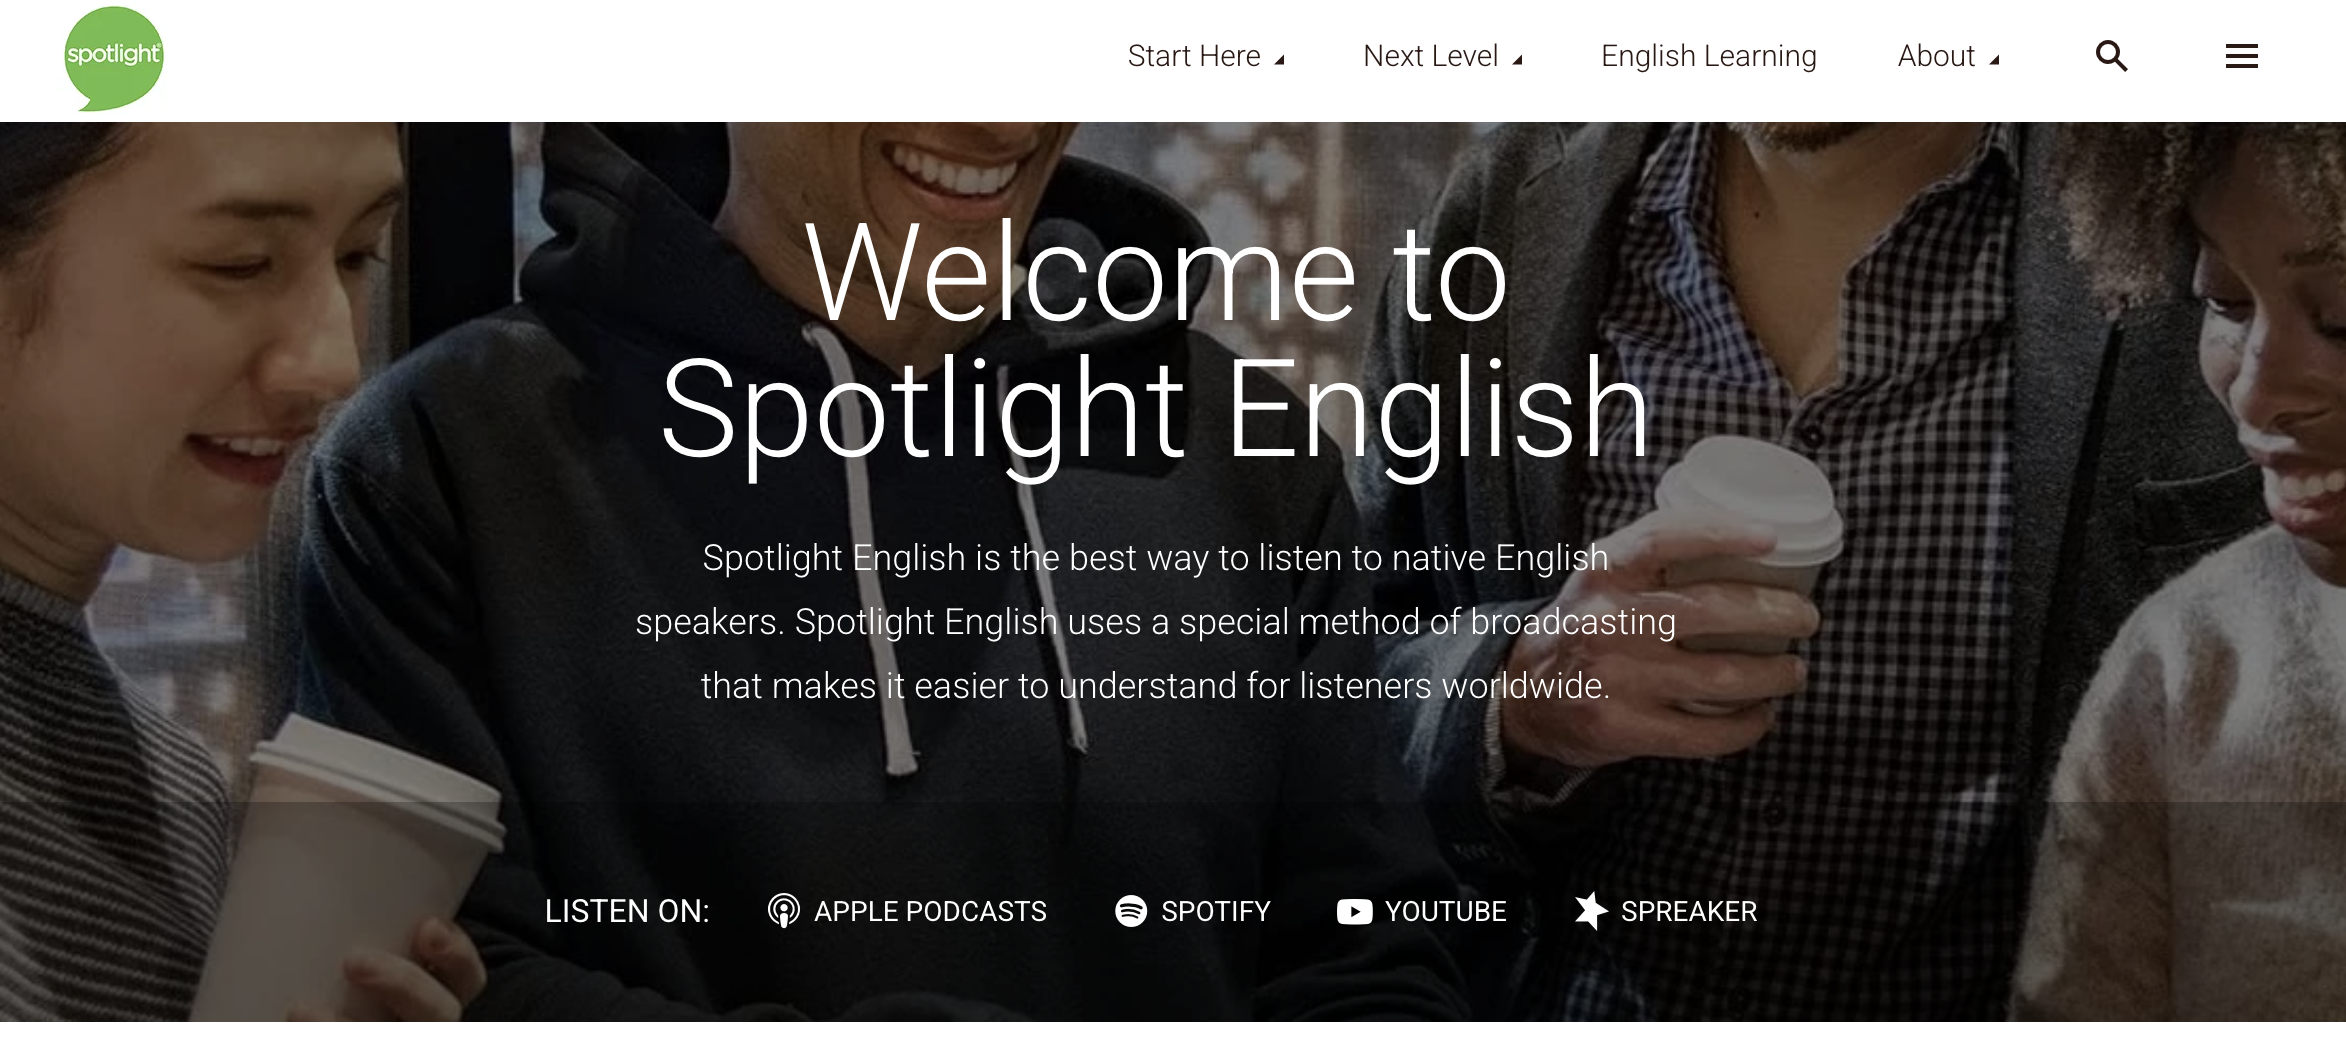 spotlight
Start Here
Next Level
English Learning
About
Welcome to
Spotlight English
Spotlight English is the best way to listen to native English
speakers. Spotlight English uses a special method of broadcasting
that makes it easier to understand for listeners worldwide.
LISTEN ON:
APPLE PODCASTS
SPOTIFY
YOUTUBE
SPREAKER